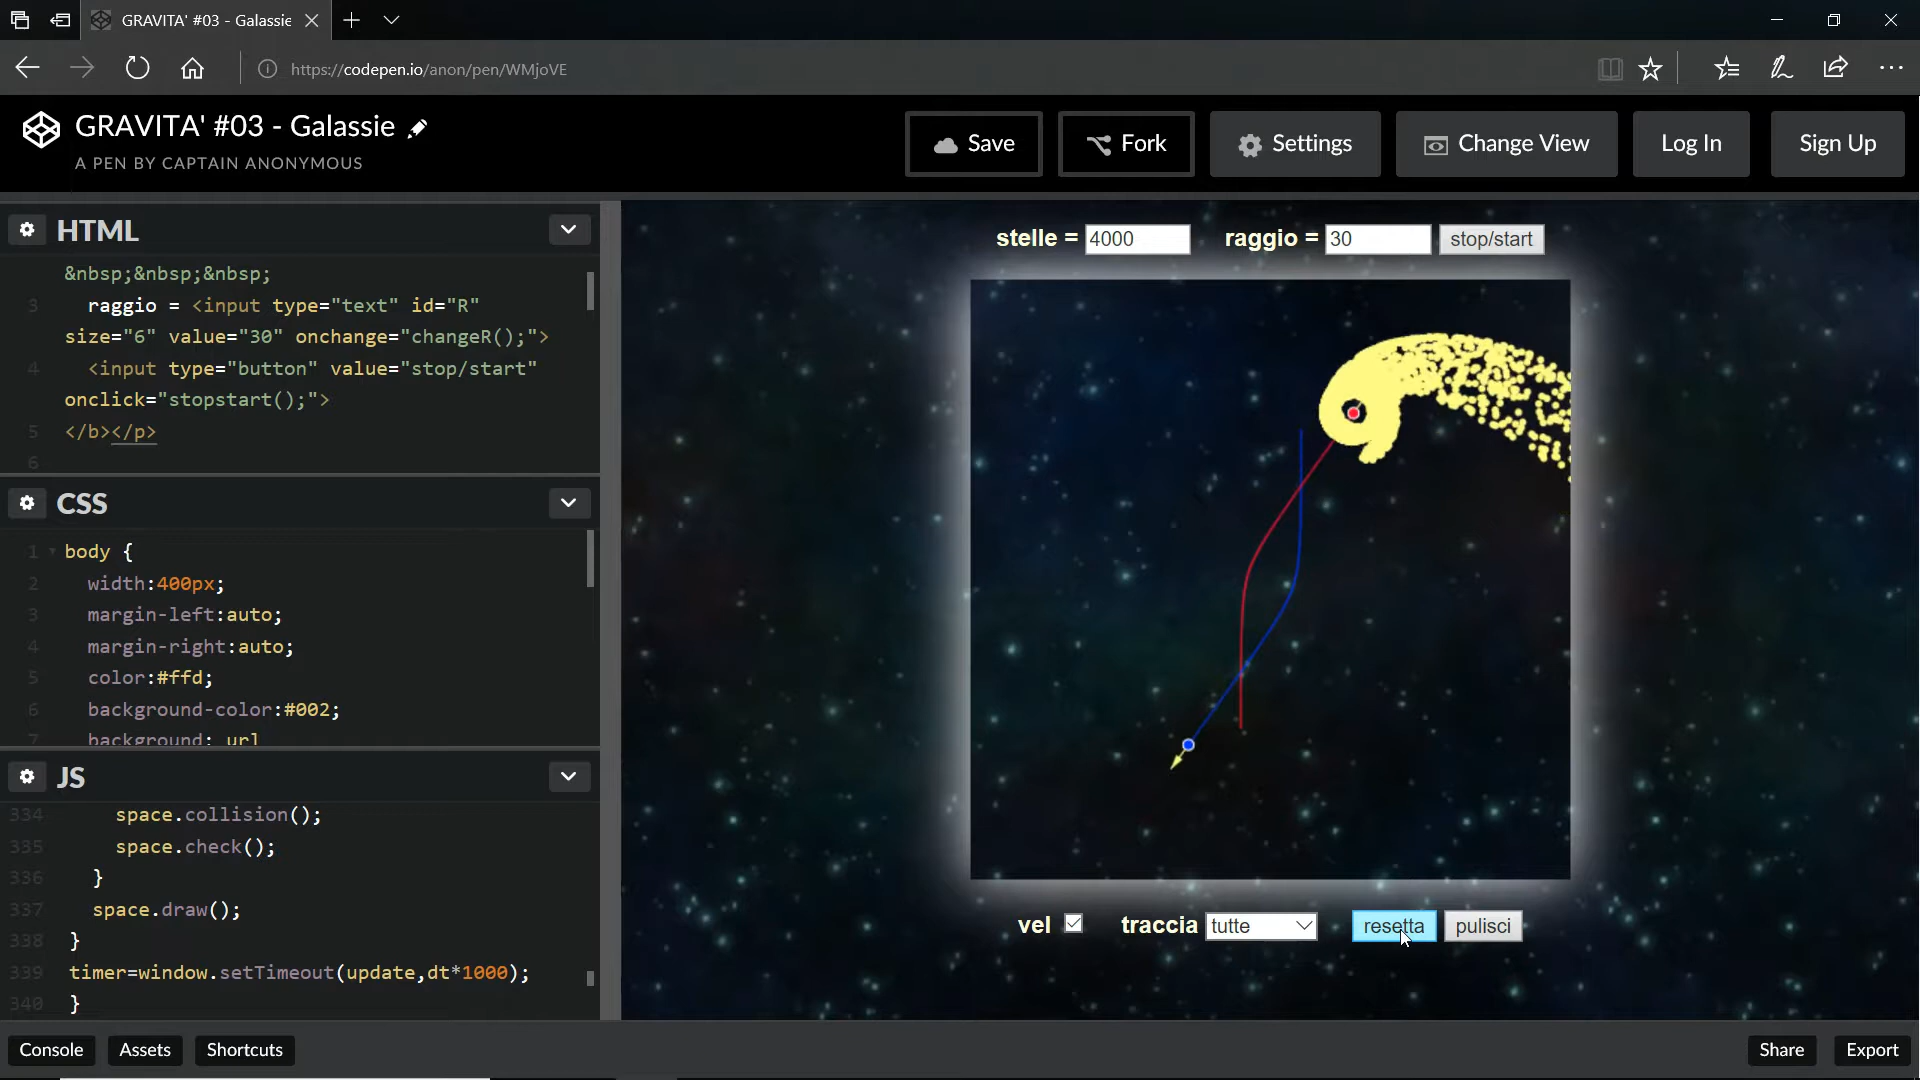 GRAVITA' #03 - Galassie
https://codepen.io/anon/pen/WMjoVE
GRAVITA' #03 - Galassie
A PEN BY CAPTAIN ANONYMOUS
Save
Fork
Settings
Change View
Log In
Sign Up
HTML
&nbsp;&nbsp;&nbsp;
3 raggio = <input type="text" id="R"
size="6" value="30" onchange="changeR();">
4 <input type="button" value="stop/start"
onclick="stopstart();">
5 </b></p>
6
CSS
1 body {
2 width:400px;
3 margin-left:auto;
4 margin-right:auto;
5 color:#ffd;
6 background-color:#002;
7 background: url
JS
334 space.collision();
335 space.check();
336 }
337 space.draw();
338 }
339 timer=window.setTimeout(update,dt*1000);
340 }
stelle = 4000 raggio = 30 stop/start
vel traccia tutte resetta pulisci
Console
Assets
Shortcuts
Share
Export